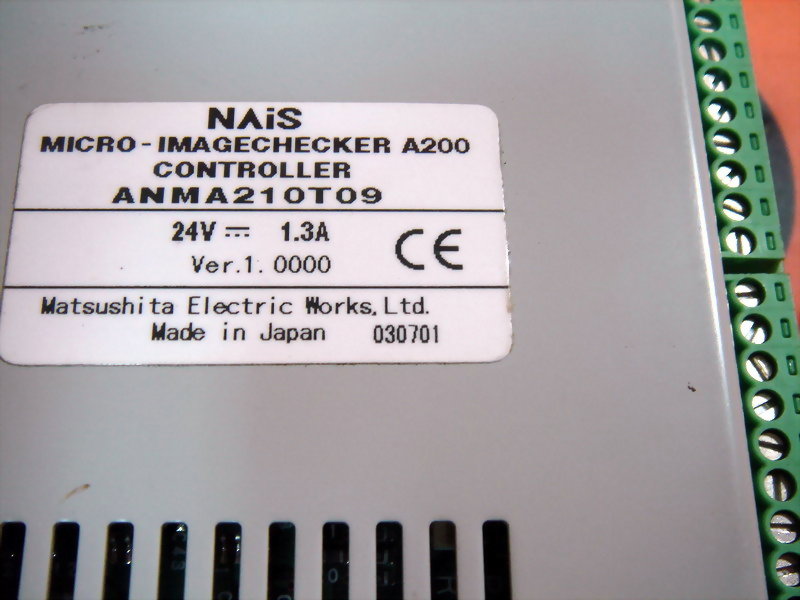 NAiS
MICRO-IMAGECHECKER A200
CONTROLLER
ANMA210T09
24V ⎓ 1.3A
Ver.1.0000
CE
Matsushita Electric Works,Ltd.
Made in Japan 030701